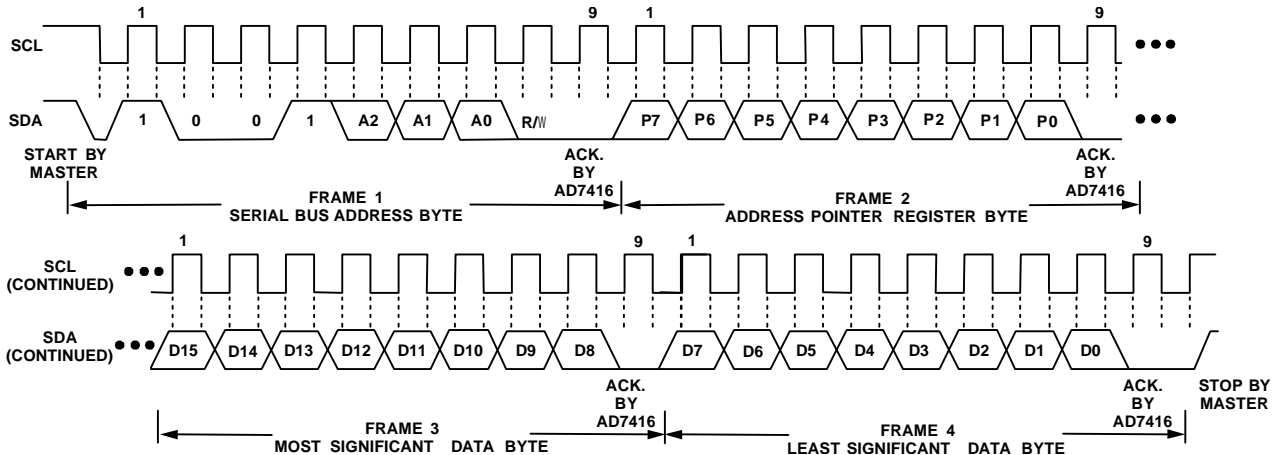 1 9 1 9
SCL
SDA
1 0 0 1 A2 A1 A0 R/W P7 P6 P5 P4 P3 P2 P1 P0
START BY
MASTER
ACK.
BY
AD7416
ACK.
BY
AD7416
FRAME 1
SERIAL BUS ADDRESS BYTE
FRAME 2
ADDRESS POINTER REGISTER BYTE
1 9 1 9
SCL
(CONTINUED)
SDA
(CONTINUED)
D15 D14 D13 D12 D11 D10 D9 D8 D7 D6 D5 D4 D3 D2 D1 D0
ACK.
BY
AD7416
ACK.
BY
AD7416
STOP BY
MASTER
FRAME 3
MOST SIGNIFICANT DATA BYTE
FRAME 4
LEAST SIGNIFICANT DATA BYTE